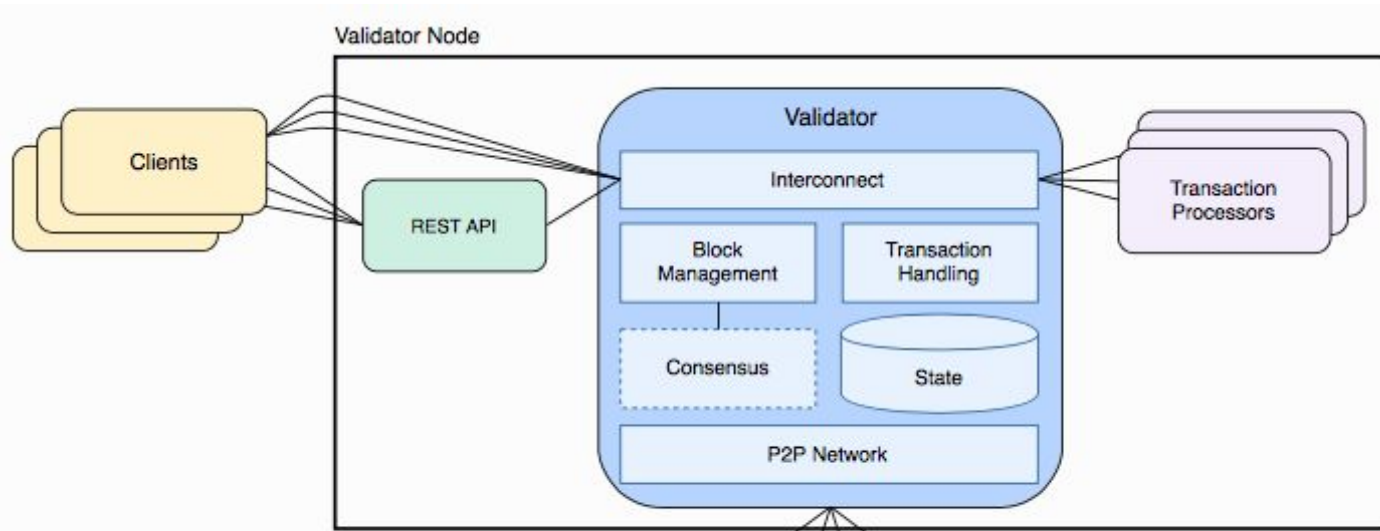 Validator Node
Validator
Clients
Interconnect
Transaction
Processors
REST API
Block
Management
Transaction
Handling
Consensus
State
P2P Network